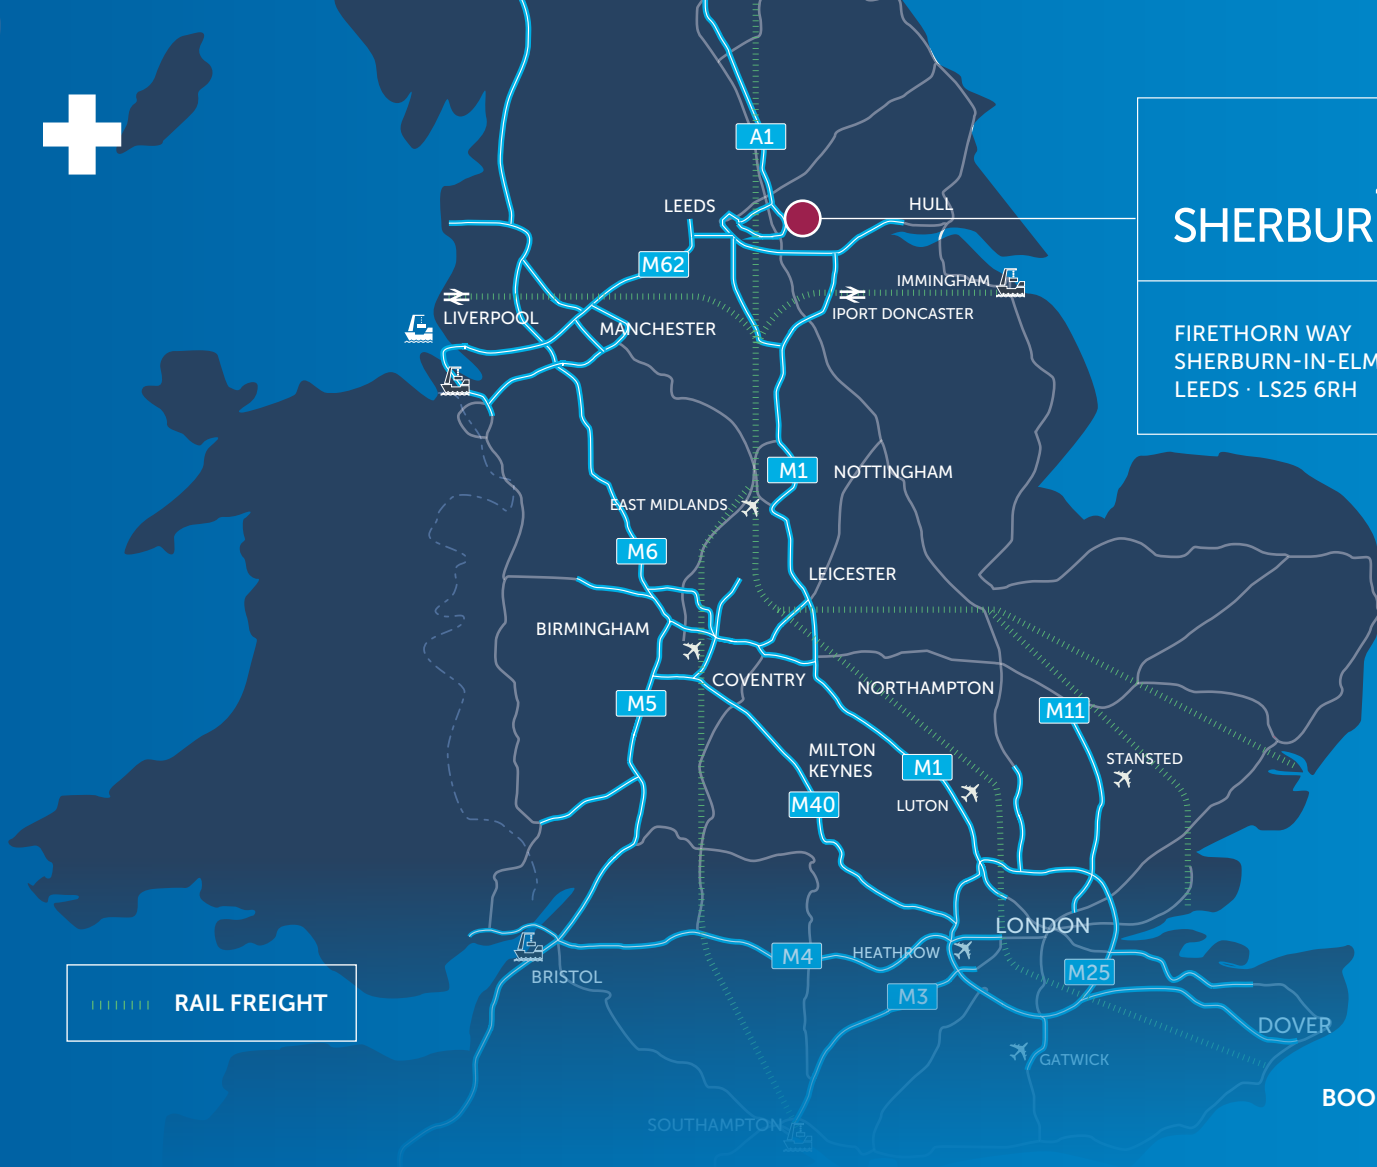 A1
LEEDS
HULL
SHERBUR
M62
IMMINGHAM
LIVERPOOL
IPORT DONCASTER
MANCHESTER
FIRETHORN WAY
SHERBURN-IN-ELM
LEEDS · LS25 6RH
M1
NOTTINGHAM
EAST MIDLANDS
M6
LEICESTER
BIRMINGHAM
COVENTRY
NORTHAMPTON
M5
M11
MILTON
KEYNES
M1
STANSTED
M40
LUTON
LONDON
HEATHROW
M4
M25
BRISTOL
M3
RAIL FREIGHT
DOVER
GATWICK
BOO
SOUTHAMPTON